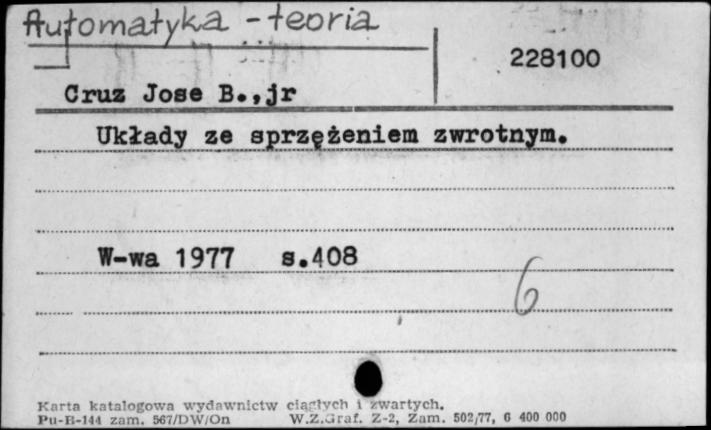 Automatyka - teoria
228100
Cruz Jose B.,jr
Układy ze sprzężeniem zwrotnym.
W-wa 1977 s.408
6
Karta katalogowa wydawnictw ciągłych i zwartych.
Pu-B-144 zam. 567/DW/On W.Z.Graf. Z-2, Zam. 502/77, 6 400 000